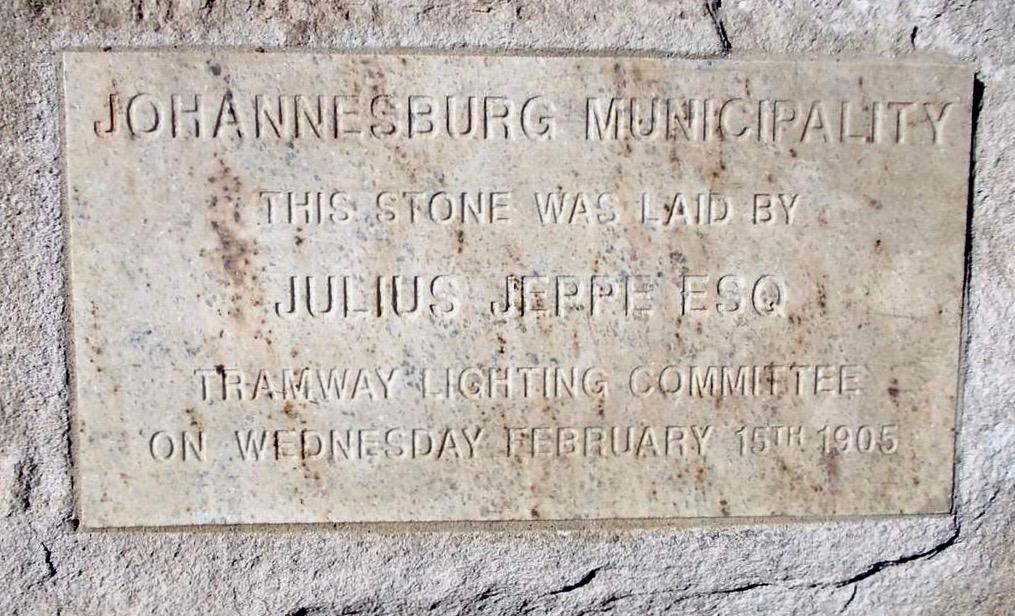 JOHANNESBURG MUNICIPALITY
THIS STONE WAS LAID BY
JULIUS JEPPE ESQ
TRAMWAY LIGHTING COMMITTEE
ON WEDNESDAY FEBRUARY 15TH 1905